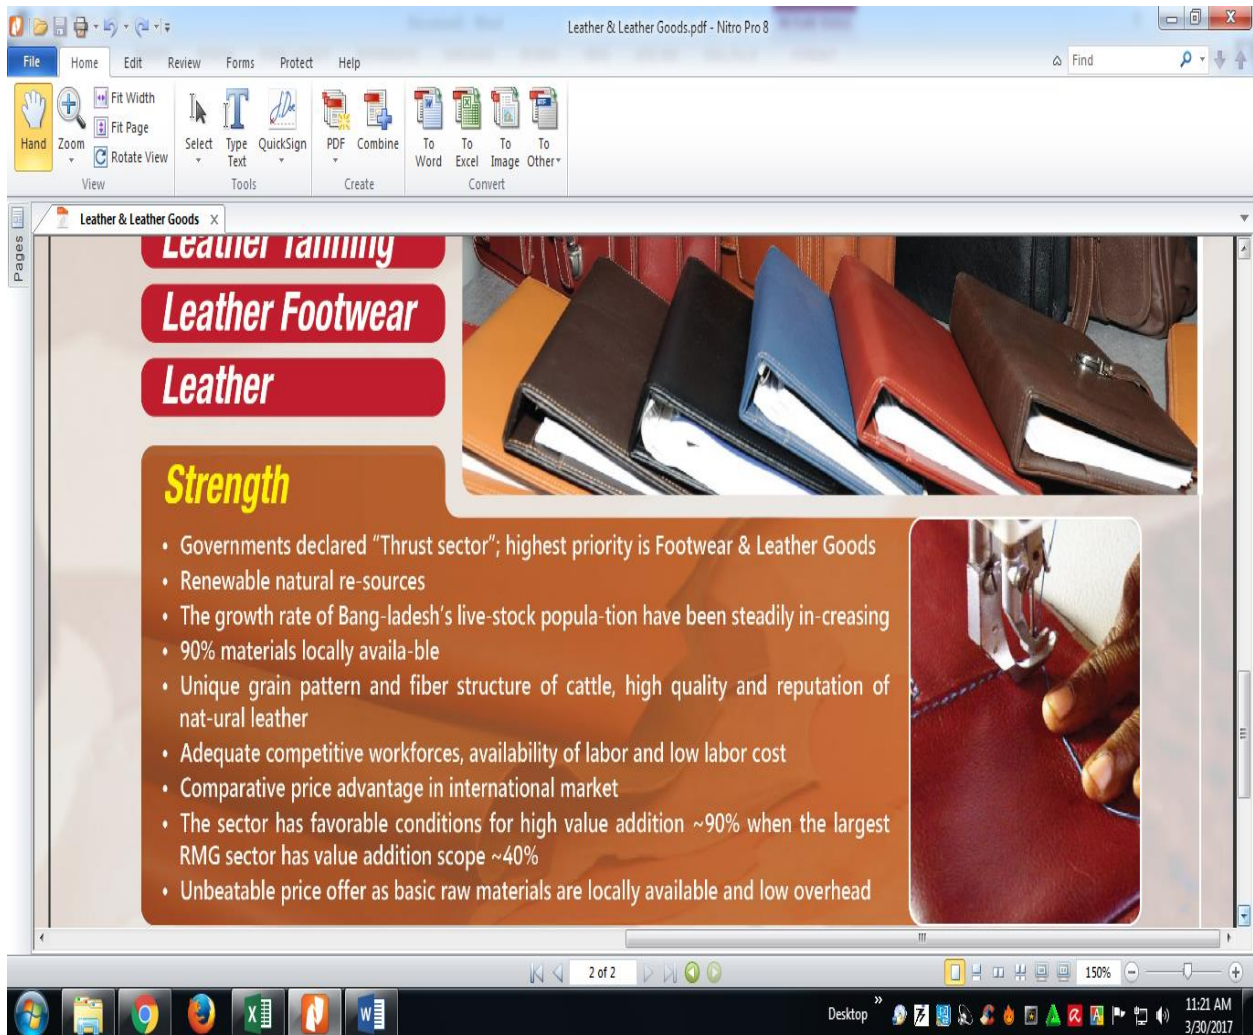 Leather & Leather Goods.pdf - Nitro Pro 8
File Home Edit Review Forms Protect Help
Find
Hand
Zoom
Fit Width
Fit Page
Rotate View
Select
Type Text
QuickSign
PDF
Combine
To Word
To Excel
To Image
To Other
View Tools Create Convert
Leather & Leather Goods X
Pages
Leather Tanning
Leather Footwear
Leather
Strength
• Governments declared “Thrust sector”; highest priority is Footwear & Leather Goods
• Renewable natural re-sources
• The growth rate of Bang-ladesh’s live-stock popula-tion have been steadily in-creasing
• 90% materials locally availa-ble
• Unique grain pattern and fiber structure of cattle, high quality and reputation of
nat-ural leather
• Adequate competitive workforces, availability of labor and low labor cost
• Comparative price advantage in international market
• The sector has favorable conditions for high value addition ~90% when the largest
RMG sector has value addition scope ~40%
• Unbeatable price offer as basic raw materials are locally available and low overhead
2 of 2
150%
Desktop
11:21 AM
3/30/2017